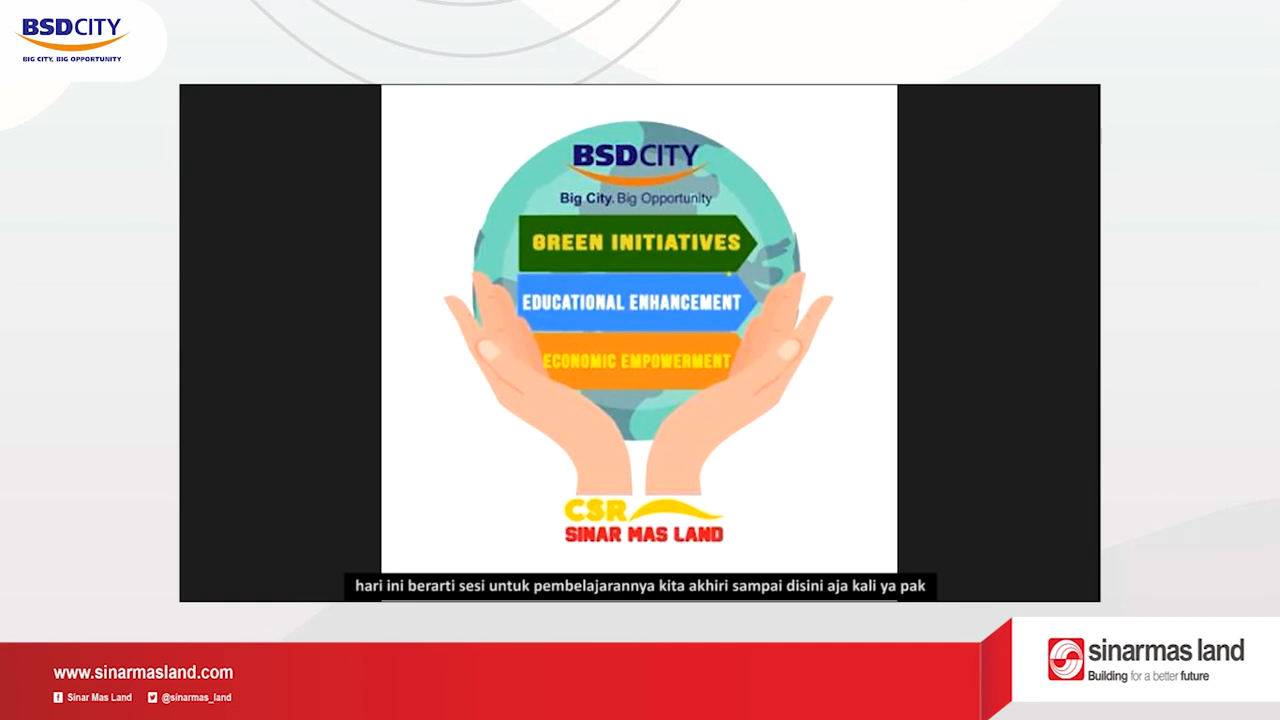 BSDCITY
BIG CITY, BIG OPPORTUNITY
BSDCITY
Big City. Big Opportunity
GREEN INITIATIVES
EDUCATIONAL ENHANCEMENT
ECONOMIC EMPOWERMENT
CSR
SINAR MAS LAND
hari ini berarti sesi untuk pembelajarannya kita akhiri sampai disini aja kali ya pak
www.sinarmasland.com
Sinar Mas Land @sinarmas_land
sinarmas land
Building for a better future